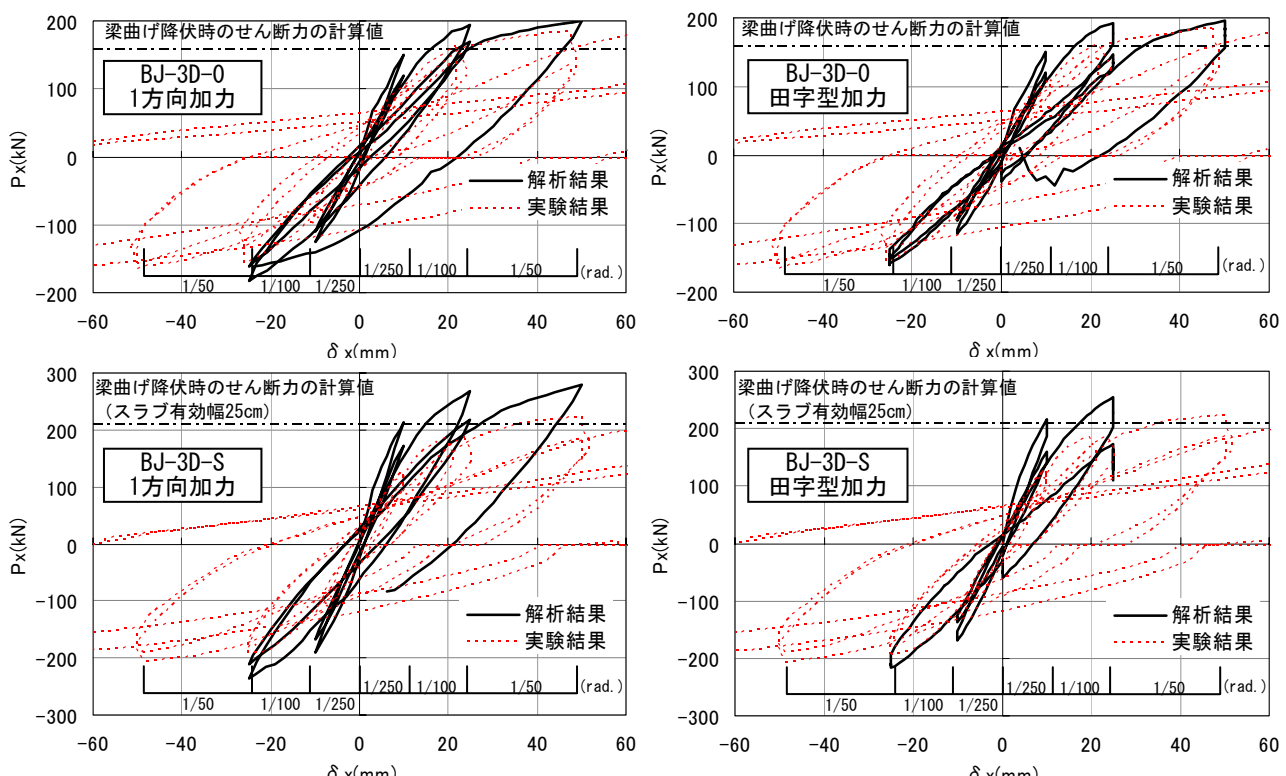 梁曲げ降伏時のせん断力の計算値
BJ-3D-0
1方向加力
Px(kN)
200
100
0
-100
-200
解析結果
実験結果
1/250
1/100
1/50
(rad.)
1/50
1/100
1/250
-60
-40
-20
0
20
40
60
δx(mm)
梁曲げ降伏時のせん断力の計算値
BJ-3D-0
田字型加力
Px(kN)
200
100
0
-100
-200
解析結果
実験結果
1/250
1/100
1/50
(rad.)
1/50
1/100
1/250
-60
-40
-20
0
20
40
60
δx(mm)
梁曲げ降伏時のせん断力の計算値
(スラブ有効幅25cm)
BJ-3D-S
1方向加力
Px(kN)
300
200
100
0
-100
-200
-300
解析結果
実験結果
1/250
1/100
1/50
(rad.)
1/50
1/100
1/250
-60
-40
-20
0
20
40
60
δx(mm)
梁曲げ降伏時のせん断力の計算値
(スラブ有効幅25cm)
BJ-3D-S
田字型加力
Px(kN)
300
200
100
0
-100
-200
-300
解析結果
実験結果
1/250
1/100
1/50
(rad.)
1/50
1/100
1/250
-60
-40
-20
0
20
40
60
δx(mm)